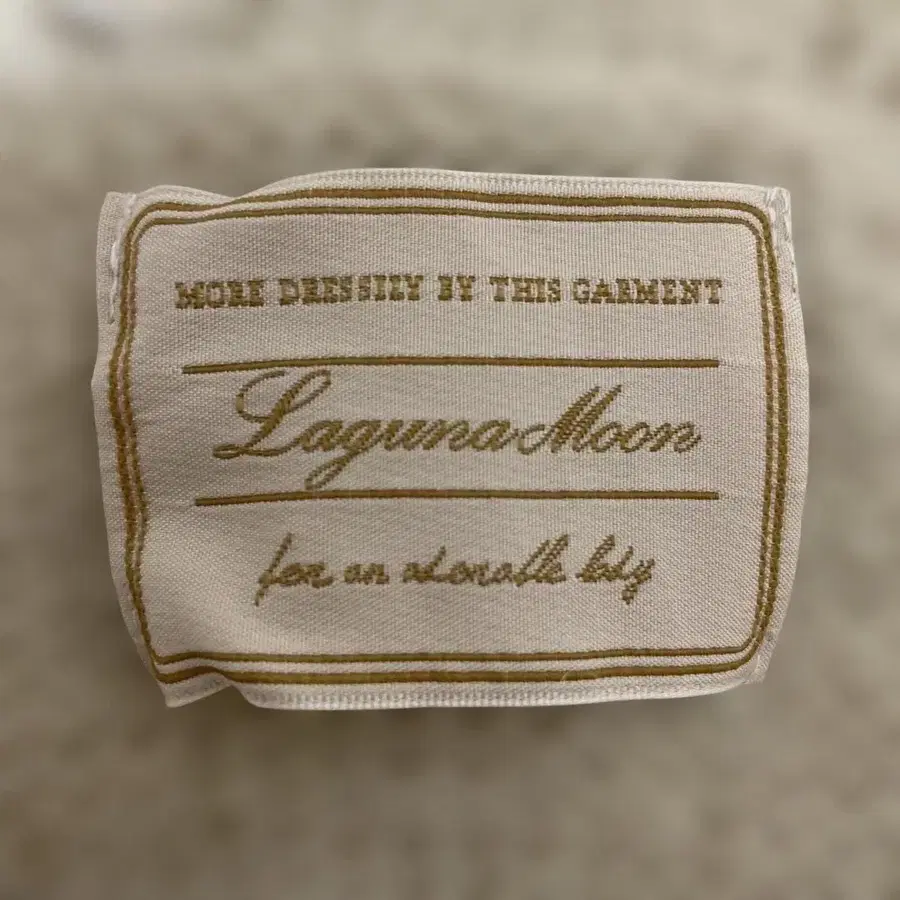 MORE DRESSILY BY THIS GARMENT
LagunaMoon
for an adorable lady